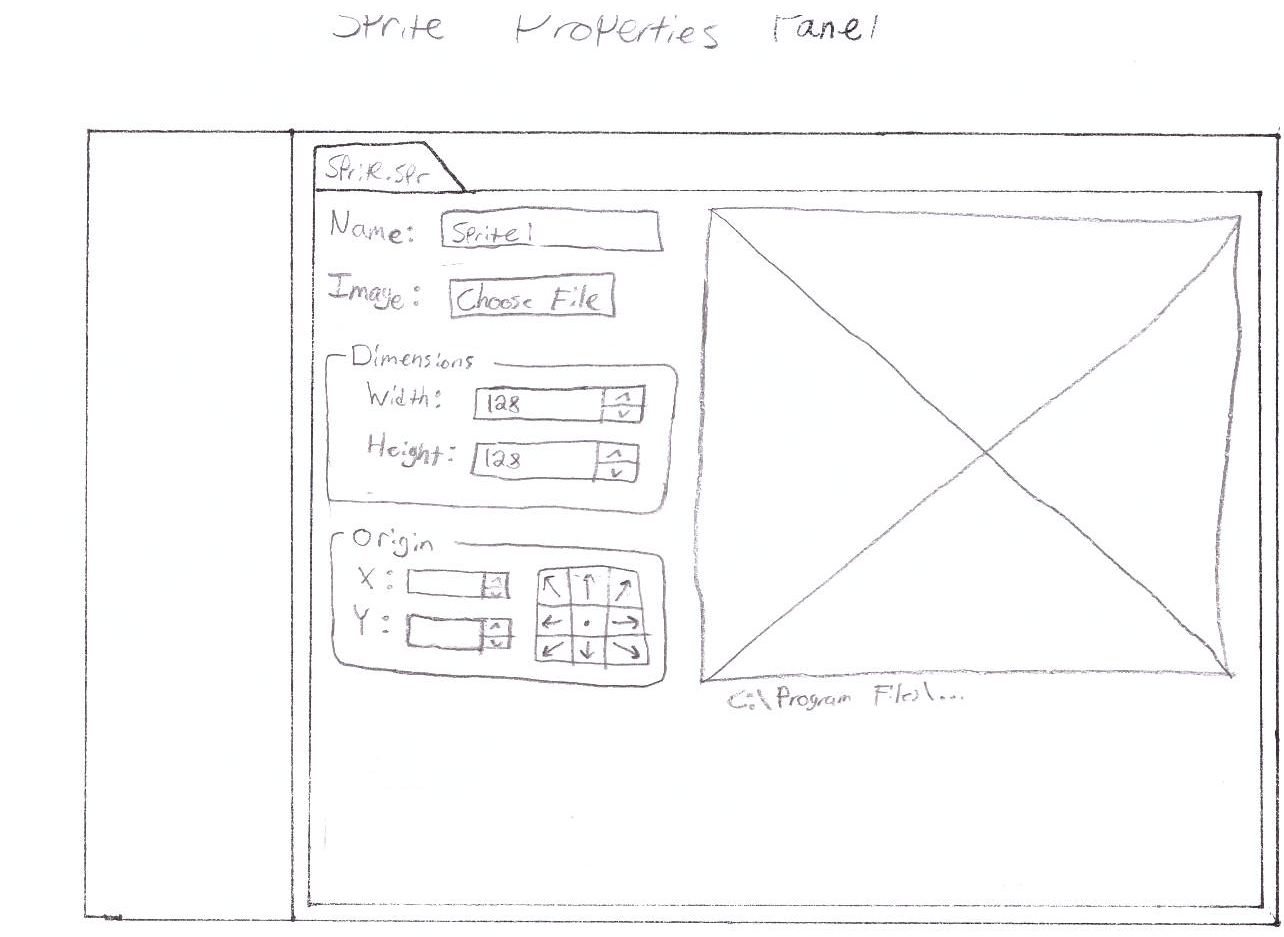 Sprite Properties Panel
Sprite.spr
Name: Sprite1
Image: Choose File
Dimensions
Width: 128
Height: 128
Origin
X:
Y:
C:\Program Files\...